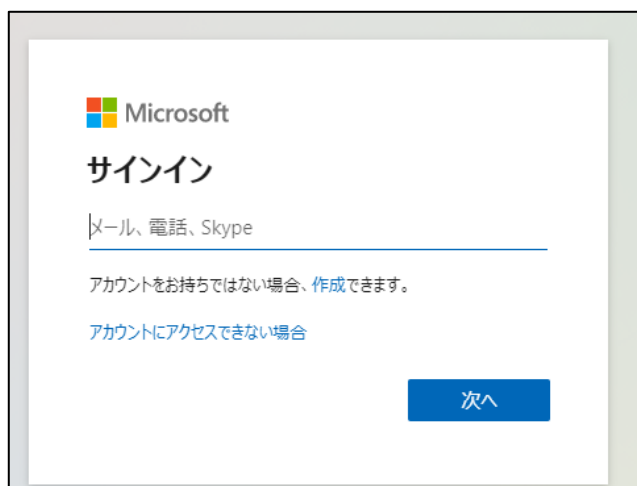 Microsoft
サインイン
メール、電話、Skype
アカウントをお持ちではない場合、作成できます。
アカウントにアクセスできない場合
次へ